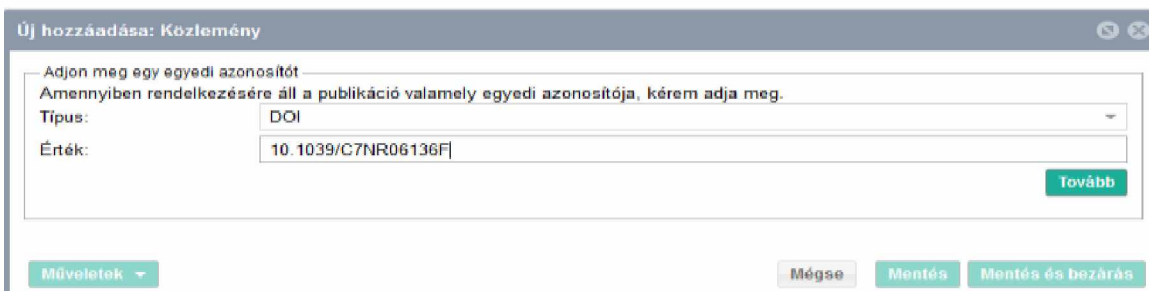 Új hozzáadása: Közlemény
Adjon meg egy egyedi azonosítót
Amennyiben rendelkezésére áll a publikáció valamely egyedi azonosítója, kérem adja meg.
Típus: DOI
Érték: 10.1039/C7NR06136F
Tovább
Műveletek Mégse Mentés Mentés és bezárás